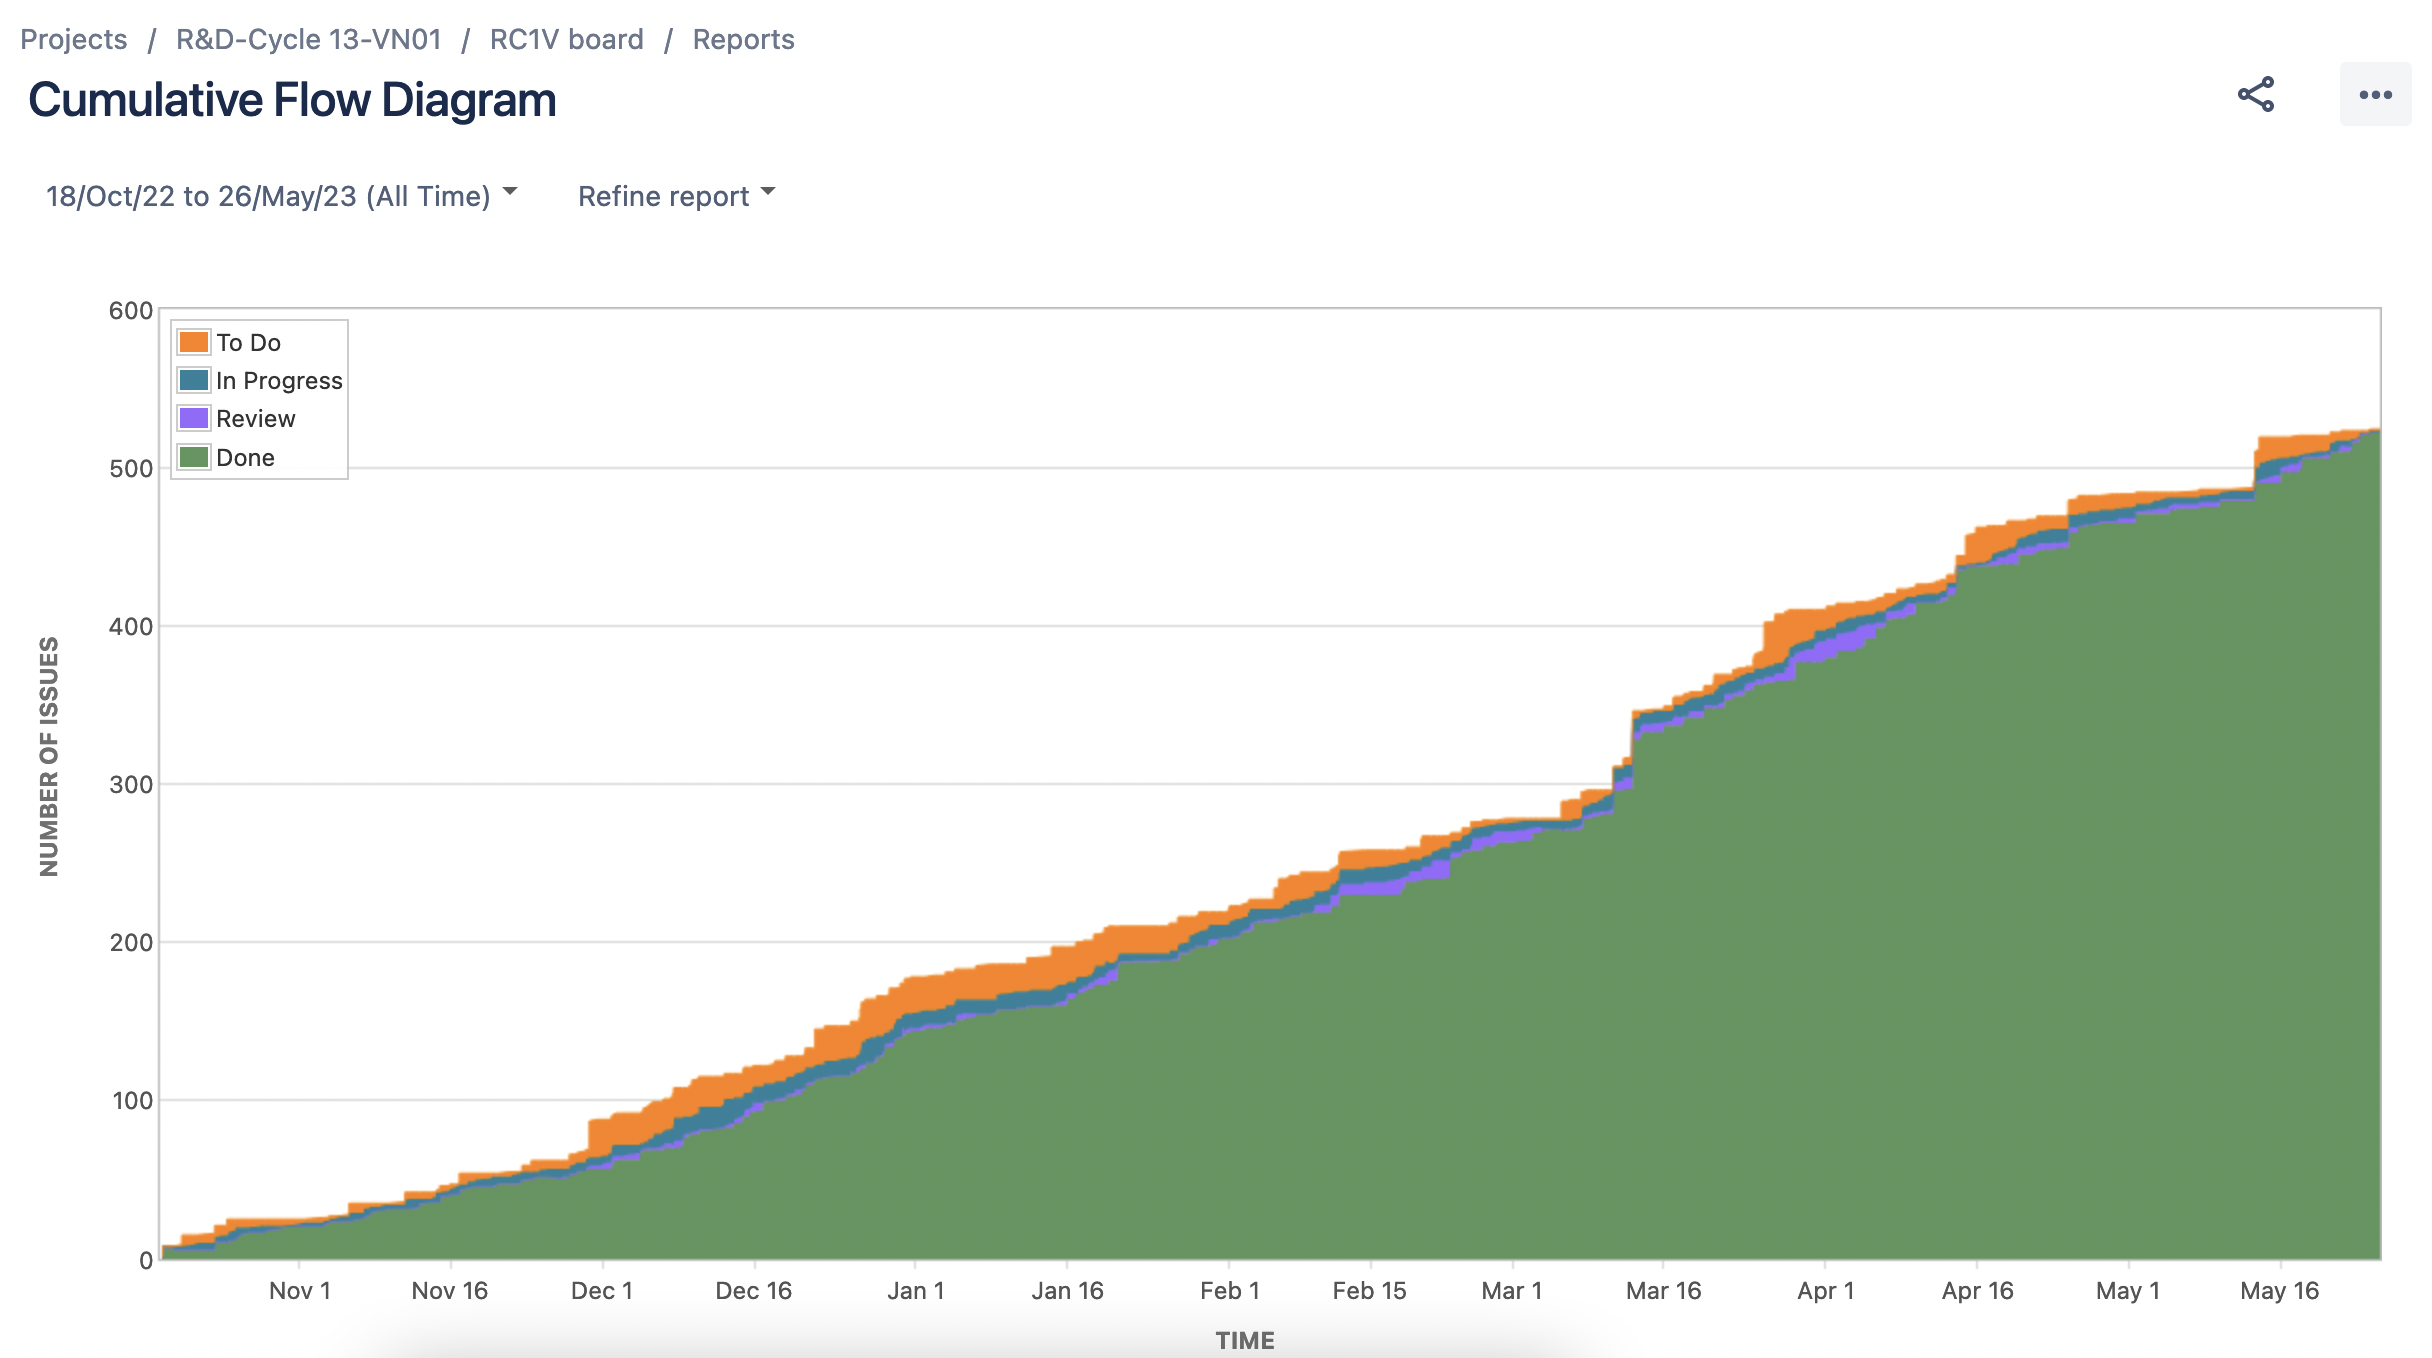 Projects / R&D-Cycle 13-VN01 / RC1V board / Reports
Cumulative Flow Diagram
18/Oct/22 to 26/May/23 (All Time) Refine report
To Do
In Progress
Review
Done
NUMBER OF ISSUES
600
500
400
300
200
100
0
Nov 1 Nov 16 Dec 1 Dec 16 Jan 1 Jan 16 Feb 1 Feb 15 Mar 1 Mar 16 Apr 1 Apr 16 May 1 May 16
TIME